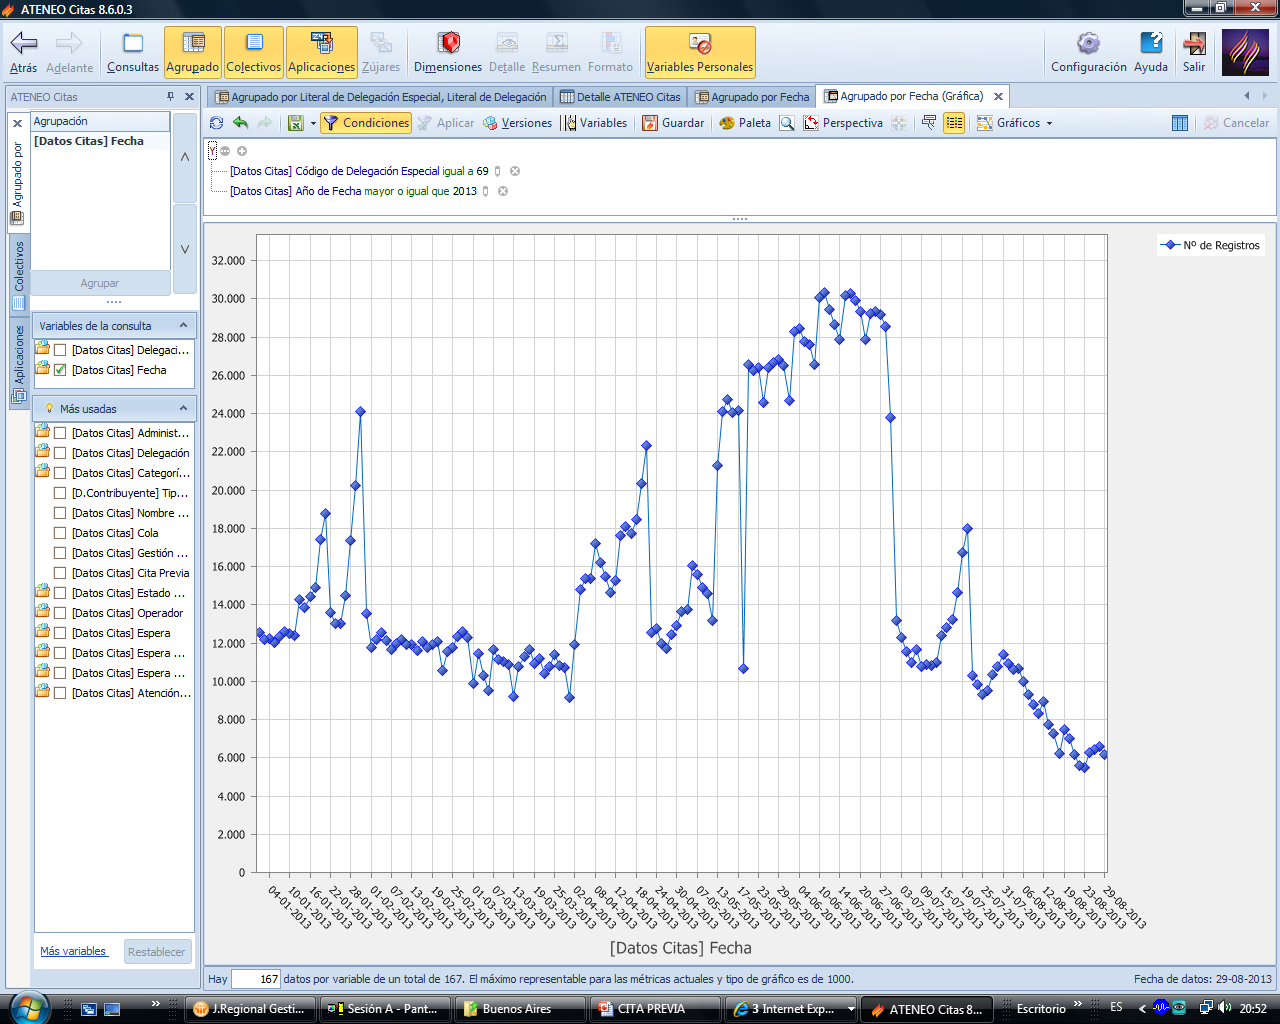 ATENEO Citas 8.6.0.3
Atrás Adelante Consultas Agrupado Colectivos Aplicaciones Zújares Dimensiones Detalle Resumen Formato Variables Personales Configuración Ayuda Salir
ATENEO Citas
Agrupado por Literal de Delegación Especial, Literal de Delegación
Detalle ATENEO Citas
Agrupado por Fecha
Agrupado por Fecha (Gráfica)
Condiciones Aplicar Versiones Variables Guardar Paleta Perspectiva Gráficos Cancelar
Agrupado por
Colectivos
Aplicaciones
Agrupación
[Datos Citas] Fecha
Agrupar
Variables de la consulta
[Datos Citas] Delegaci...
[Datos Citas] Fecha
Más usadas
[Datos Citas] Administ...
[Datos Citas] Delegación
[Datos Citas] Categorí...
[D.Contribuyente] Tip...
[Datos Citas] Nombre ...
[Datos Citas] Cola
[Datos Citas] Gestión ...
[Datos Citas] Cita Previa
[Datos Citas] Estado ...
[Datos Citas] Operador
[Datos Citas] Espera
[Datos Citas] Espera ...
[Datos Citas] Espera ...
[Datos Citas] Atención...
Más variables
Restablecer
Y
[Datos Citas] Código de Delegación Especial igual a 69
[Datos Citas] Año de Fecha mayor o igual que 2013
Nº de Registros
32.000
30.000
28.000
26.000
24.000
22.000
20.000
18.000
16.000
14.000
12.000
10.000
8.000
6.000
4.000
2.000
0
04-01-2013
10-01-2013
16-01-2013
22-01-2013
28-01-2013
01-02-2013
07-02-2013
13-02-2013
19-02-2013
25-02-2013
01-03-2013
07-03-2013
13-03-2013
19-03-2013
25-03-2013
02-04-2013
08-04-2013
12-04-2013
18-04-2013
24-04-2013
30-04-2013
07-05-2013
13-05-2013
17-05-2013
23-05-2013
29-05-2013
04-06-2013
10-06-2013
14-06-2013
20-06-2013
27-06-2013
03-07-2013
09-07-2013
15-07-2013
19-07-2013
25-07-2013
31-07-2013
06-08-2013
12-08-2013
19-08-2013
23-08-2013
29-08-2013
[Datos Citas] Fecha
Hay 167 datos por variable de un total de 167. El máximo representable para las métricas actuales y tipo de gráfico es de 1000.
Fecha de datos: 29-08-2013
J.Regional Gesti...
Sesión A - Pant...
Buenos Aires
CITA PREVIA
3 Internet Exp...
ATENEO Citas 8...
Escritorio
ES
20:52